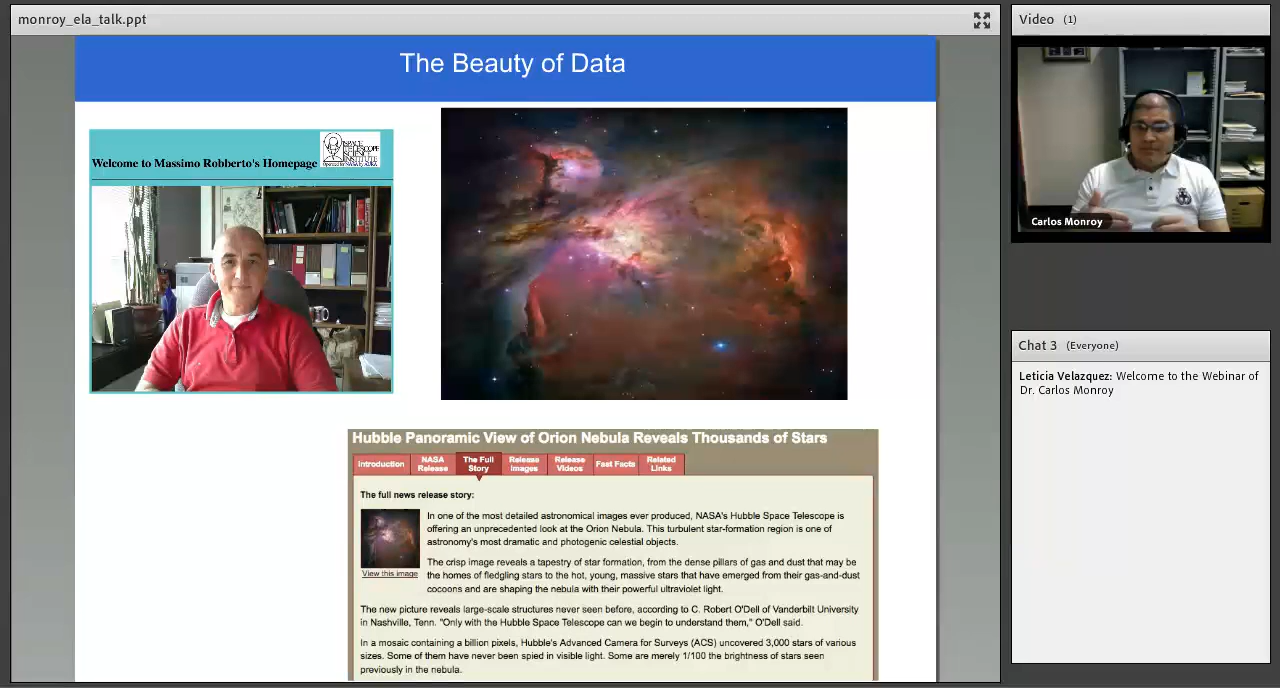 monroy_ela_talk.ppt
The Beauty of Data
Welcome to Massimo Robberto's Homepage
SPACE
TELESCOPE
SCIENCE
INSTITUTE
Operated for NASA by AURA
Hubble Panoramic View of Orion Nebula Reveals Thousands of Stars
Introduction
NASA
Release
The Full
Story
Release
Images
Release
Videos
Fast Facts
Related
Links
The full news release story:
In one of the most detailed astronomical images ever produced, NASA's Hubble Space Telescope is
offering an unprecedented look at the Orion Nebula. This turbulent star-formation region is one of
astronomy's most dramatic and photogenic celestial objects.
The crisp image reveals a tapestry of star formation, from the dense pillars of gas and dust that may be
the homes of fledgling stars to the hot, young, massive stars that have emerged from their gas-and-dust
cocoons and are shaping the nebula with their powerful ultraviolet light.
View this image
The new picture reveals large-scale structures never seen before, according to C. Robert O'Dell of Vanderbilt University
in Nashville, Tenn. "Only with the Hubble Space Telescope can we begin to understand them," O'Dell said.
In a mosaic containing a billion pixels, Hubble's Advanced Camera for Surveys (ACS) uncovered 3,000 stars of various
sizes. Some of them have never been spied in visible light. Some are merely 1/100 the brightness of stars seen
previously in the nebula.
Video (1)
Carlos Monroy
Chat 3 (Everyone)
Leticia Velazquez: Welcome to the Webinar of
Dr. Carlos Monroy